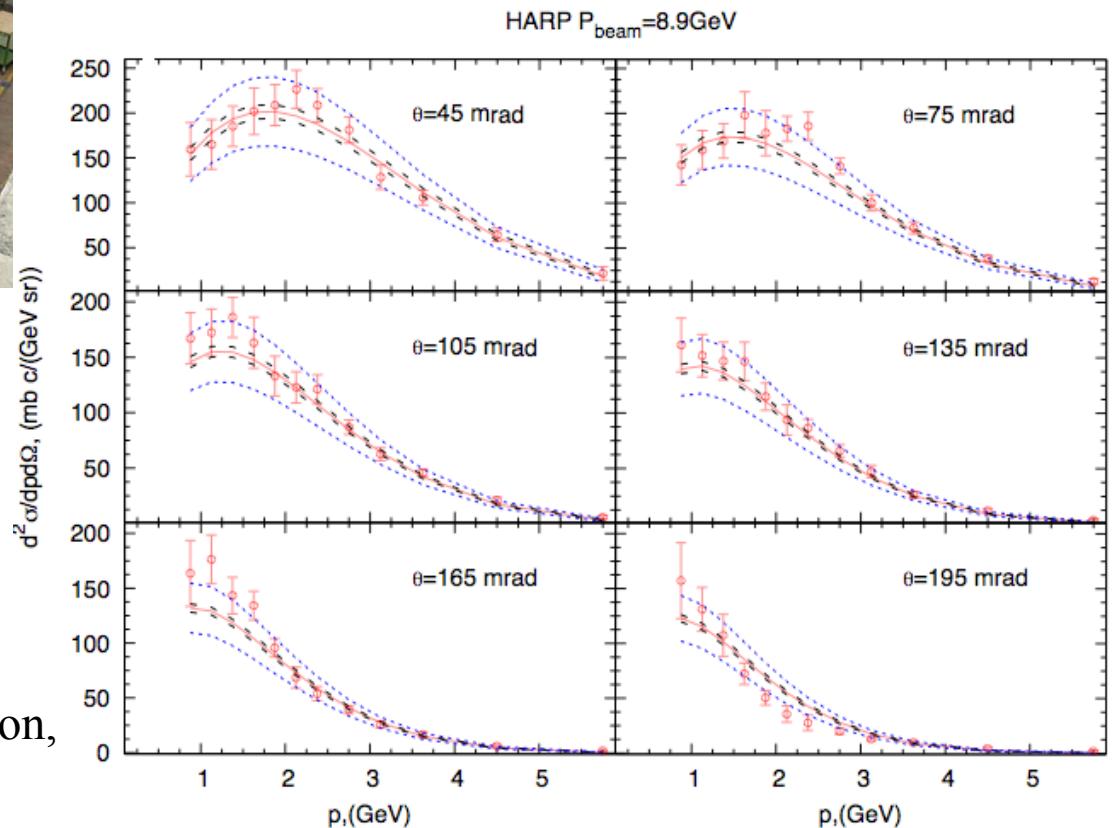 HARP P_beam=8.9GeV
250
200
150
100
50
θ=45 mrad
θ=75 mrad
200
150
100
50
θ=105 mrad
θ=135 mrad
200
150
100
50
0
θ=165 mrad
θ=195 mrad
1 2 3 4 5
1 2 3 4 5
p,(GeV)
p,(GeV)
d² σ/dpdΩ, (mb c/(GeV sr))
on,